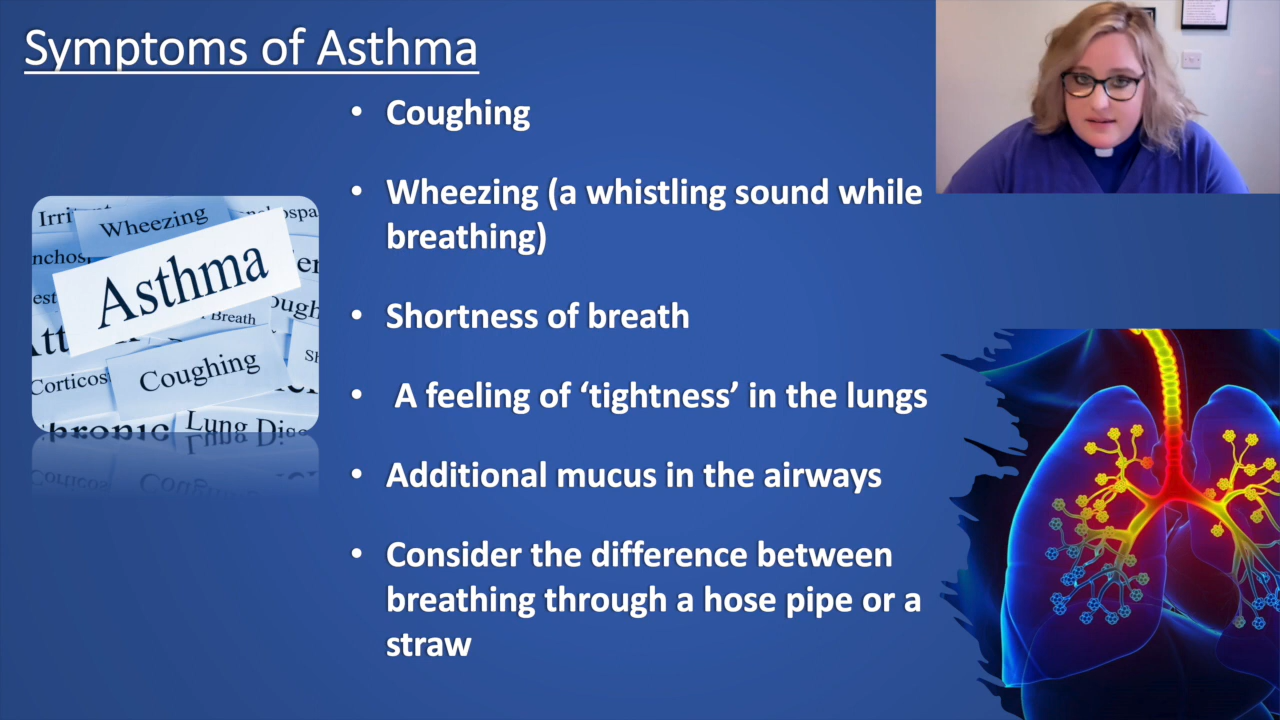 Symptoms of Asthma
• Coughing
• Wheezing (a whistling sound while
breathing)
• Shortness of breath
• A feeling of ‘tightness’ in the lungs
• Additional mucus in the airways
• Consider the difference between
breathing through a hose pipe or a
straw
Wheezing
Asthma
Breath
Coughing
Lung